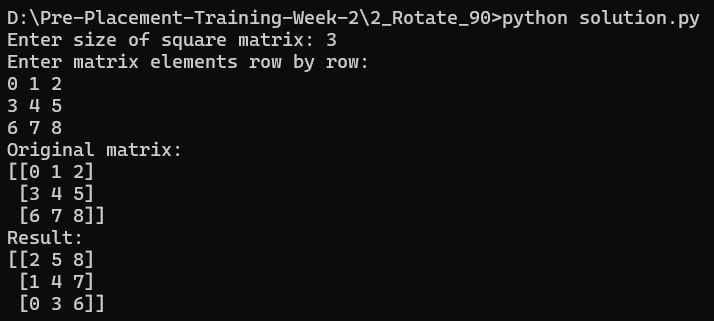 D:\Pre-Placement-Training-Week-2\2_Rotate_90>python solution.py
Enter size of square matrix: 3
Enter matrix elements row by row:
0 1 2
3 4 5
6 7 8
Original matrix:
[[0 1 2]
 [3 4 5]
 [6 7 8]]
Result:
[[2 5 8]
 [1 4 7]
 [0 3 6]]